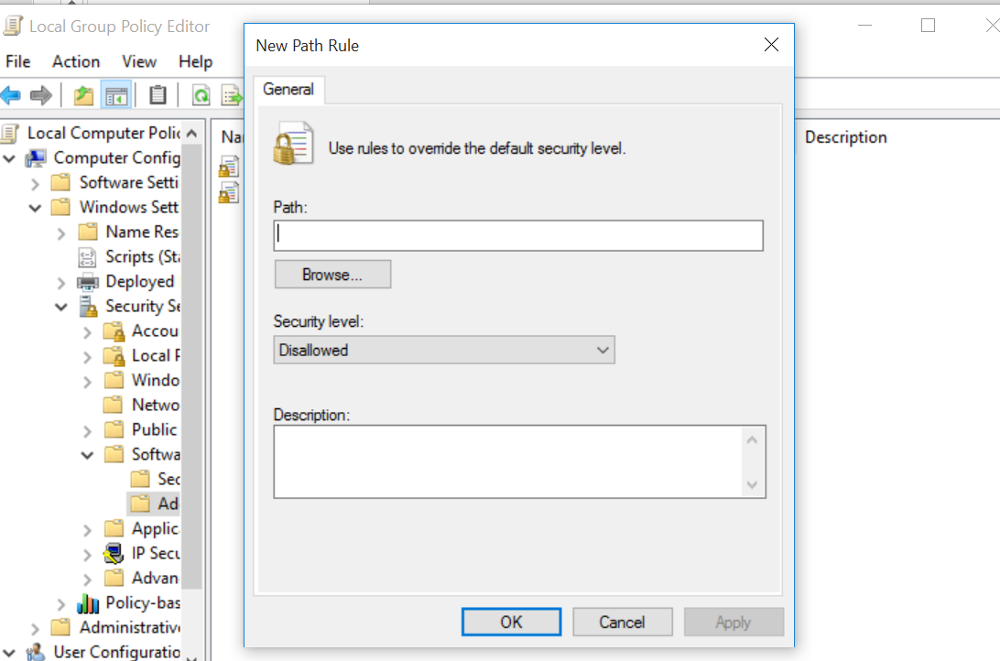 Local Group Policy Editor
File Action View Help
New Path Rule
General
Use rules to override the default security level.
Path:
Browse...
Security level:
Disallowed
Description:
OK Cancel Apply
Local Computer Polic
Computer Config
Software Setti
Windows Sett
Name Res
Scripts (Sta
Deployed
Security Se
Accou
Local P
Windo
Netwo
Public
Softwa
Sec
Ad
Applic
IP Secu
Advan
Policy-bas
Administrativ
User Configuratio
Na
Description